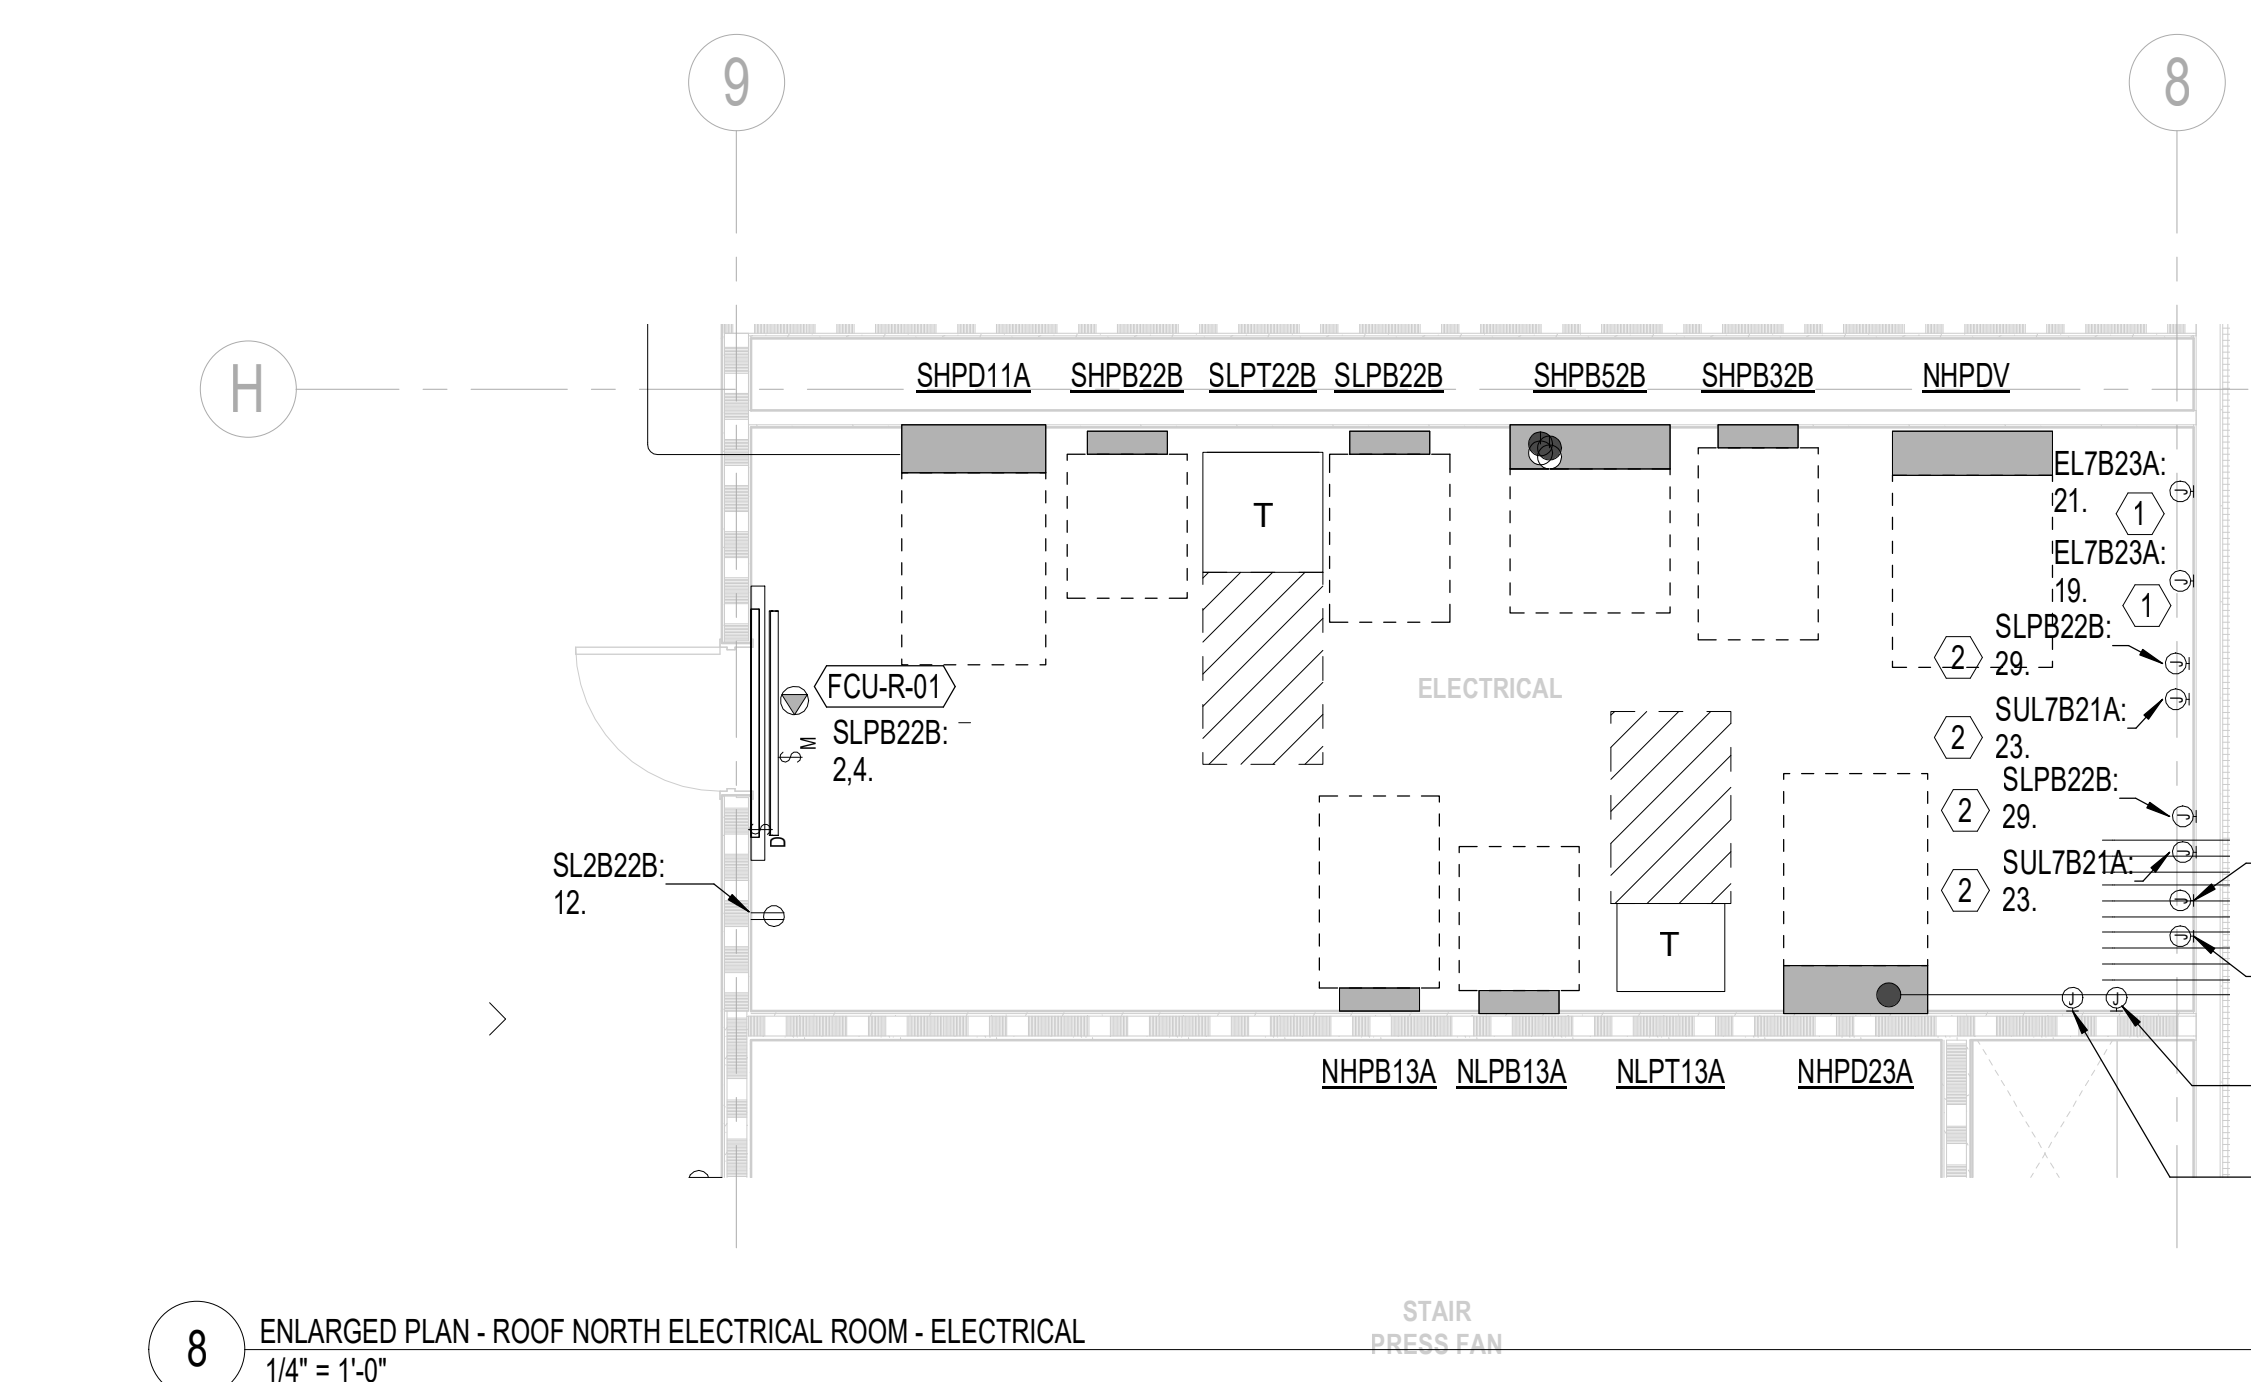 9
8
H
SHPD11A
SHPB22B
SLPT22B
SLPB22B
SHPB52B
SHPB32B
NHPDV
T
EL7B23A:
21.
J
1
EL7B23A:
19.
J
1
SLPB22B:
29.
2
J
SUL7B21A:
23.
2
J
SLPB22B:
29.
2
J
SUL7B21A:
23.
2
J
J
J
J
J
ELECTRICAL
FCU-R-01
SLPB22B:
2,4.
$
M
$
D
SL2B22B:
12.
T
NHPB13A
NLPB13A
NLPT13A
NHPD23A
8
ENLARGED PLAN - ROOF NORTH ELECTRICAL ROOM - ELECTRICAL
1/4" = 1'-0"
STAIR
PRESS FAN